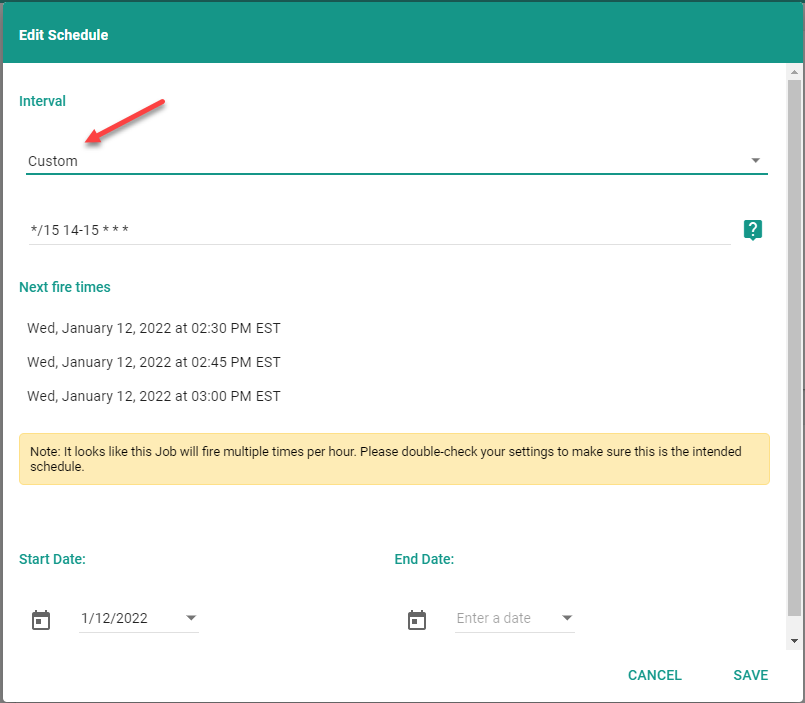 Edit Schedule
Interval
Custom
*/15 14-15 * * *
?
Next fire times
Wed, January 12, 2022 at 02:30 PM EST
Wed, January 12, 2022 at 02:45 PM EST
Wed, January 12, 2022 at 03:00 PM EST
Note: It looks like this Job will fire multiple times per hour. Please double-check your settings to make sure this is the intended
schedule.
Start Date: End Date:
1/12/2022 Enter a date
CANCEL SAVE